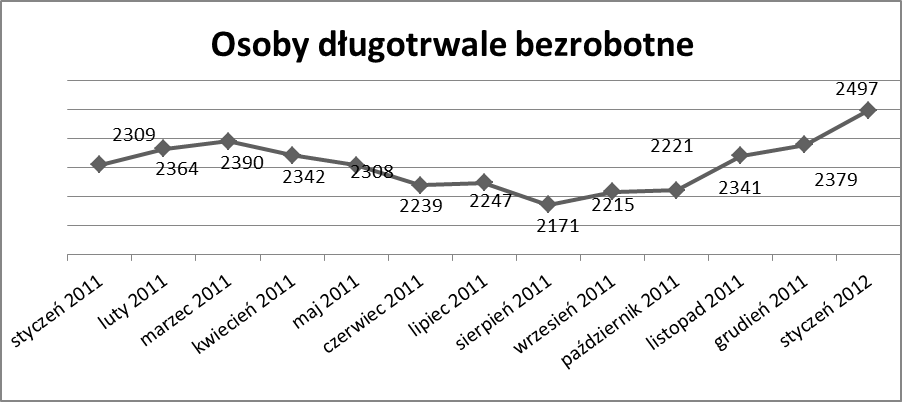 Osoby długotrwale bezrobotne
2309
2364
2390
2342
2308
2239
2247
2171
2215
2221
2341
2379
2497
styczeń 2011
luty 2011
marzec 2011
kwiecień 2011
maj 2011
czerwiec 2011
lipiec 2011
sierpień 2011
wrzesień 2011
październik 2011
listopad 2011
grudzień 2011
styczeń 2012